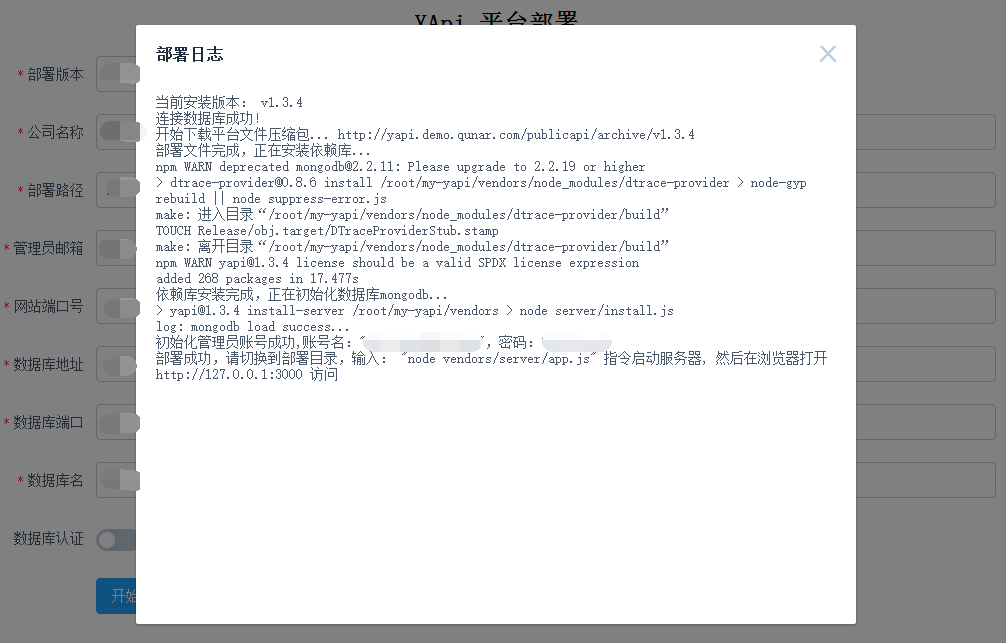 YApi 平台部署
部署日志
* 部署版本
* 公司名称
* 部署路径
* 管理员邮箱
* 网站端口号
* 数据库地址
* 数据库端口
* 数据库名
数据库认证
开始
当前安装版本： v1.3.4
连接数据库成功！
开始下载平台文件压缩包... http://yapi.demo.qunar.com/publicapi/archive/v1.3.4
部署文件完成，正在安装依赖库...
npm WARN deprecated mongodb@2.2.11: Please upgrade to 2.2.19 or higher
> dtrace-provider@0.8.6 install /root/my-yapi/vendors/node_modules/dtrace-provider > node-gyp
rebuild || node suppress-error.js
make: 进入目录“/root/my-yapi/vendors/node_modules/dtrace-provider/build”
TOUCH Release/obj.target/DTraceProviderStub.stamp
make: 离开目录“/root/my-yapi/vendors/node_modules/dtrace-provider/build”
npm WARN yapi@1.3.4 license should be a valid SPDX license expression
added 268 packages in 17.477s
依赖库安装完成，正在初始化数据库mongodb...
> yapi@1.3.4 install-server /root/my-yapi/vendors > node server/install.js
log: mongodb load success...
初始化管理员账号成功,账号名："", 密码：
部署成功，请切换到部署目录，输入： "node vendors/server/app.js" 指令启动服务器, 然后在浏览器打开
http://127.0.0.1:3000 访问